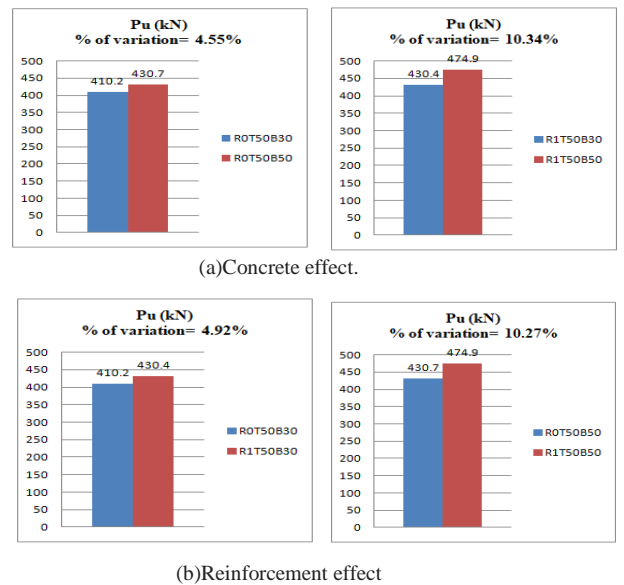 Pu (kN)
% of variation= 4.55%
500
450
400
350
300
250
200
150
100
50
0
410.2
430.7
R0T50B30
R0T50B50
Pu (kN)
% of variation= 10.34%
500
450
400
350
300
250
200
150
100
50
0
430.4
474.9
R1T50B30
R1T50B50
(a)Concrete effect.
Pu (kN)
% of variation= 4.92%
500
450
400
350
300
250
200
150
100
50
0
410.2
430.4
R0T50B30
R1T50B30
Pu (kN)
% of variation= 10.27%
500
450
400
350
300
250
200
150
100
50
0
430.7
474.9
R0T50B50
R1T50B50
(b)Reinforcement effect